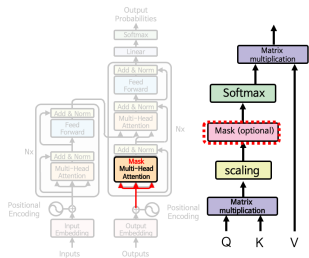 Output
Probabilities
Softmax
Linear
Add & Norm
Feed
Forward
Add & Norm
Multi-Head
Attention
Nx
Add & Norm
Mask
Multi-Head
Attention
Positional
Encoding
Output
Embedding
Outputs
Add & Norm
Feed
Forward
Nx
Add & Norm
Multi-Head
Attention
Positional
Encoding
Input
Embedding
Inputs
Matrix
multiplication
Softmax
Mask (optional)
scaling
Matrix
multiplication
Q
K
V